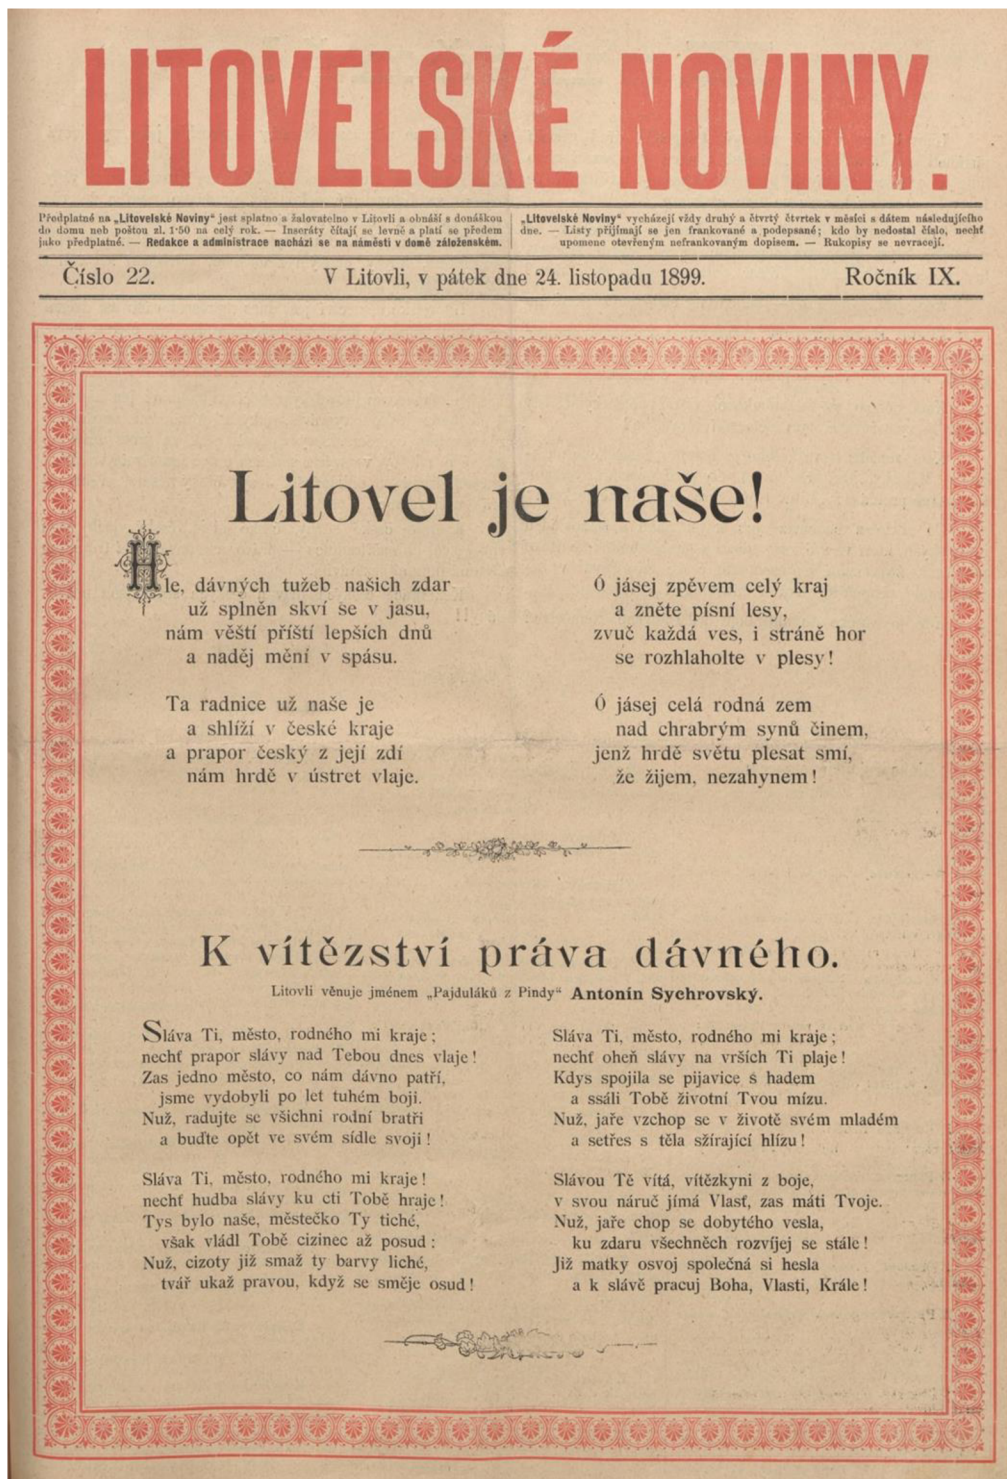 LITOVELSKÉ NOVINY.
Předplatné na „Litovelské Noviny“ jest splatno a žalovatelno v Litovli a obnáší s donáškou
do domu neb poštou zl. 1·50 na celý rok. — Inseráty čítají se levně a platí se předem
jako předplatné. — Redakce a administrace nachází se na náměstí v domě záloženském.
„Litovelské Noviny“ vycházejí vždy druhý a čtvrtý čtvrtek v měsíci s dátem následujícího
dne. — Listy přijímají se jen frankované a podepsané; kdo by nedostal číslo, nechť
upomene otevřeným nefrankovaným dopisem. — Rukopisy se nevracejí.
Číslo 22.
V Litovli, v pátek dne 24. listopadu 1899.
Ročník IX.
Litovel je naše!
Hle, dávných tužeb našich zdar
už splněn skví se v jasu,
nám věští příští lepších dnů
a naděj mění v spásu.
Ta radnice už naše je
a shlíží v české kraje
a prapor český z její zdí
nám hrdě v ústret vlaje.
Ó jásej zpěvem celý kraj
a zněte písní lesy,
zvuč každá ves, i stráně hor
se rozhlaholte v plesy!
Ó jásej celá rodná zem
nad chrabrým synů činem,
jenž hrdě světu plesat smí,
že žijem, nezahynem!
K vítězství práva dávného.
Litovli věnuje jménem „Pajduláků z Pindy“ Antonín Sychrovský.
Sláva Ti, město, rodného mi kraje;
nechť prapor slávy nad Tebou dnes vlaje!
Zas jedno město, co nám dávno patří,
jsme vydobyli po let tuhém boji.
Nuž, radujte se všichni rodní bratři
a buďte opět ve svém sídle svoji!
Sláva Ti, město, rodného mi kraje!
nechť hudba slávy ku cti Tobě hraje!
Tys bylo naše, městečko Ty tiché,
však vládl Tobě cizinec až posud:
Nuž, cizoty již smaž ty barvy liché,
tvář ukaž pravou, když se směje osud!
Sláva Ti, město, rodného mi kraje;
nechť oheň slávy na vrších Ti plaje!
Kdys spojila se pijavice s hadem
a ssáli Tobě životní Tvou mízu.
Nuž, jaře vzchop se v životě svém mladém
a setřes s těla sžírající hlízu!
Slávou Tě vítá, vítězkyni z boje,
v svou náruč jímá Vlasť, zas máti Tvoje.
Nuž, jaře chop se dobytého vesla,
ku zdaru všechněch rozvíjej se stále!
Již matky osvoj společná si hesla
a k slávě pracuj Boha, Vlasti, Krále!